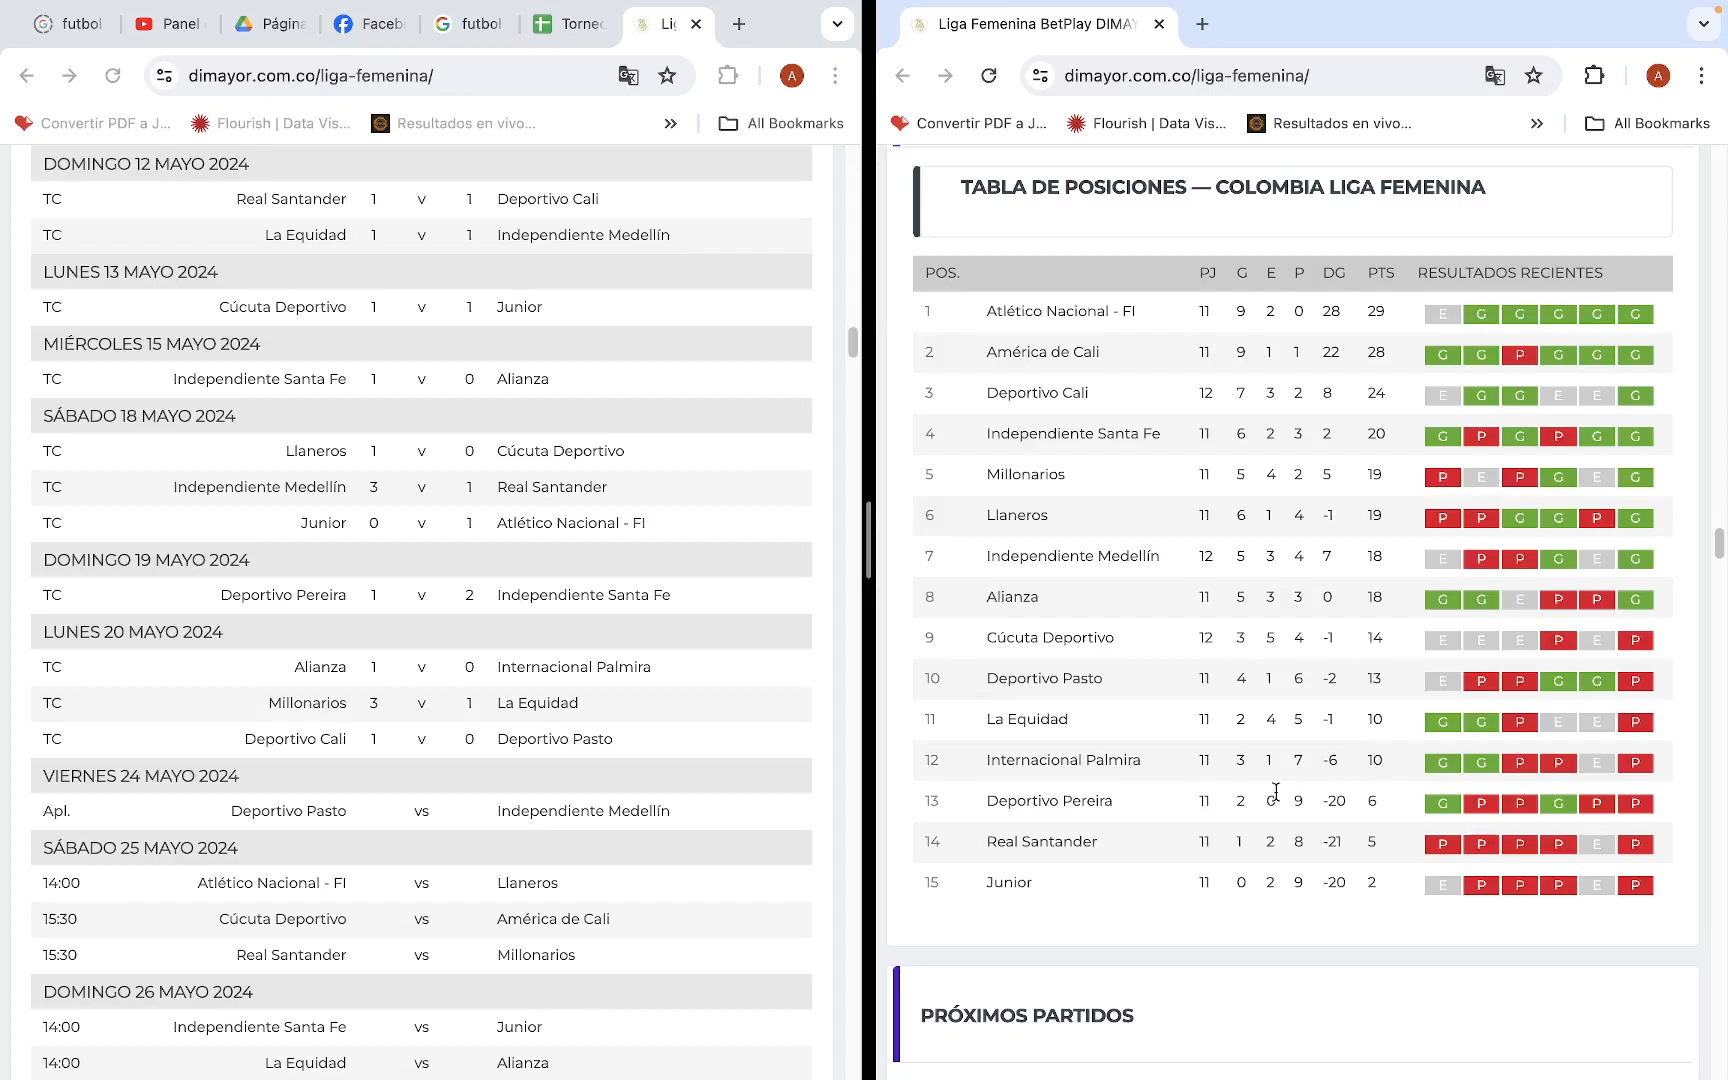 futbol
Panel
Página
Faceb
futbol
Torneo
Lig
dimayor.com.co/liga-femenina/
A
Convertir PDF a J...
Flourish | Data Vis...
Resultados en vivo...
All Bookmarks
DOMINGO 12 MAYO 2024
TC Real Santander 1 v 1 Deportivo Cali
TC La Equidad 1 v 1 Independiente Medellín
LUNES 13 MAYO 2024
TC Cúcuta Deportivo 1 v 1 Junior
MIÉRCOLES 15 MAYO 2024
TC Independiente Santa Fe 1 v 0 Alianza
SÁBADO 18 MAYO 2024
TC Llaneros 1 v 0 Cúcuta Deportivo
TC Independiente Medellín 3 v 1 Real Santander
TC Junior 0 v 1 Atlético Nacional - FI
DOMINGO 19 MAYO 2024
TC Deportivo Pereira 1 v 2 Independiente Santa Fe
LUNES 20 MAYO 2024
TC Alianza 1 v 0 Internacional Palmira
TC Millonarios 3 v 1 La Equidad
TC Deportivo Cali 1 v 0 Deportivo Pasto
VIERNES 24 MAYO 2024
Apl. Deportivo Pasto vs Independiente Medellín
SÁBADO 25 MAYO 2024
14:00 Atlético Nacional - FI vs Llaneros
15:30 Cúcuta Deportivo vs América de Cali
15:30 Real Santander vs Millonarios
DOMINGO 26 MAYO 2024
14:00 Independiente Santa Fe vs Junior
14:00 La Equidad vs Alianza
Liga Femenina BetPlay DIMAY
dimayor.com.co/liga-femenina/
A
Convertir PDF a J...
Flourish | Data Vis...
Resultados en vivo...
All Bookmarks
TABLA DE POSICIONES — COLOMBIA LIGA FEMENINA
POS. PJ G E P DG PTS RESULTADOS RECIENTES
1 Atlético Nacional - FI 11 9 2 0 28 29 E G G G G G
2 América de Cali 11 9 1 1 22 28 G G P G G G
3 Deportivo Cali 12 7 3 2 8 24 E G G E E G
4 Independiente Santa Fe 11 6 2 3 2 20 G P G P G G
5 Millonarios 11 5 4 2 5 19 P E P G E G
6 Llaneros 11 6 1 4 -1 19 P P G G P G
7 Independiente Medellín 12 5 3 4 7 18 E P P G E G
8 Alianza 11 5 3 3 0 18 G G E P P G
9 Cúcuta Deportivo 12 3 5 4 -1 14 E E E P E P
10 Deportivo Pasto 11 4 1 6 -2 13 E P P G G P
11 La Equidad 11 2 4 5 -1 10 G G P E E P
12 Internacional Palmira 11 3 1 7 -6 10 G G P P E P
13 Deportivo Pereira 11 2 0 9 -20 6 G P P G P P
14 Real Santander 11 1 2 8 -21 5 P P P P E P
15 Junior 11 0 2 9 -20 2 E P P P E P
PRÓXIMOS PARTIDOS